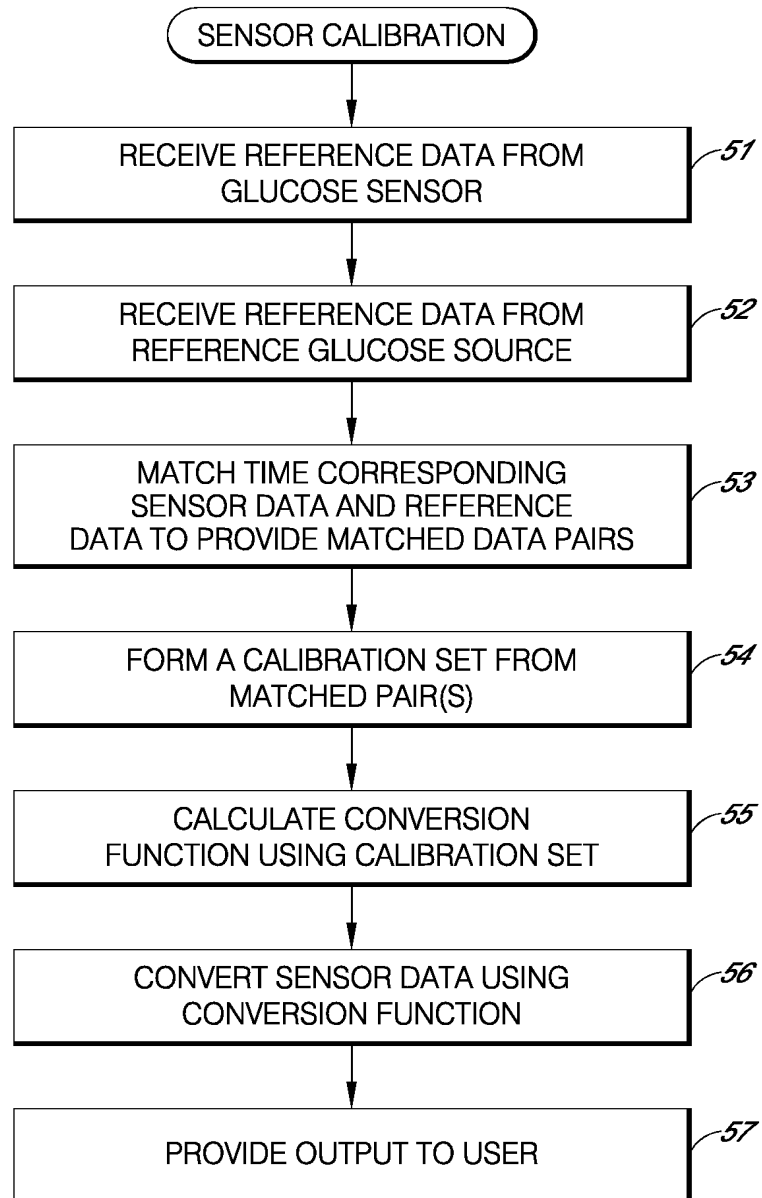 SENSOR CALIBRATION
RECEIVE REFERENCE DATA FROM
GLUCOSE SENSOR
51
RECEIVE REFERENCE DATA FROM
REFERENCE GLUCOSE SOURCE
52
MATCH TIME CORRESPONDING
SENSOR DATA AND REFERENCE
DATA TO PROVIDE MATCHED DATA PAIRS
53
FORM A CALIBRATION SET FROM
MATCHED PAIR(S)
54
CALCULATE CONVERSION
FUNCTION USING CALIBRATION SET
55
CONVERT SENSOR DATA USING
CONVERSION FUNCTION
56
PROVIDE OUTPUT TO USER
57